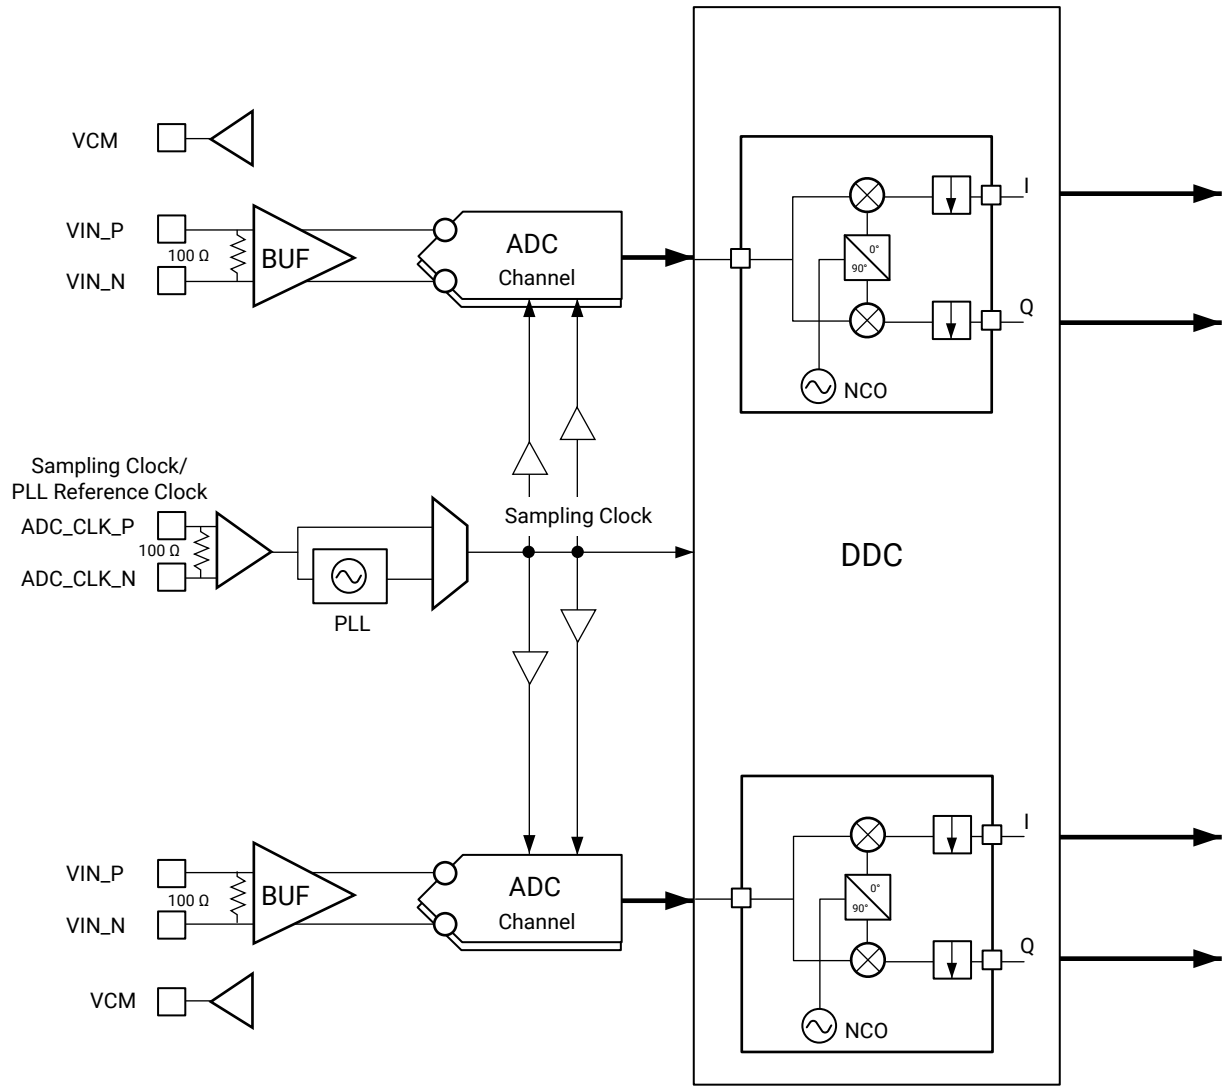 VCM
VIN_P
100 Ω
VIN_N
BUF
ADC
Channel
I
0°
90°
Q
NCO
Sampling Clock/
PLL Reference Clock
ADC_CLK_P
100 Ω
ADC_CLK_N
PLL
Sampling Clock
DDC
VIN_P
100 Ω
VIN_N
BUF
ADC
Channel
VCM
I
0°
90°
Q
NCO